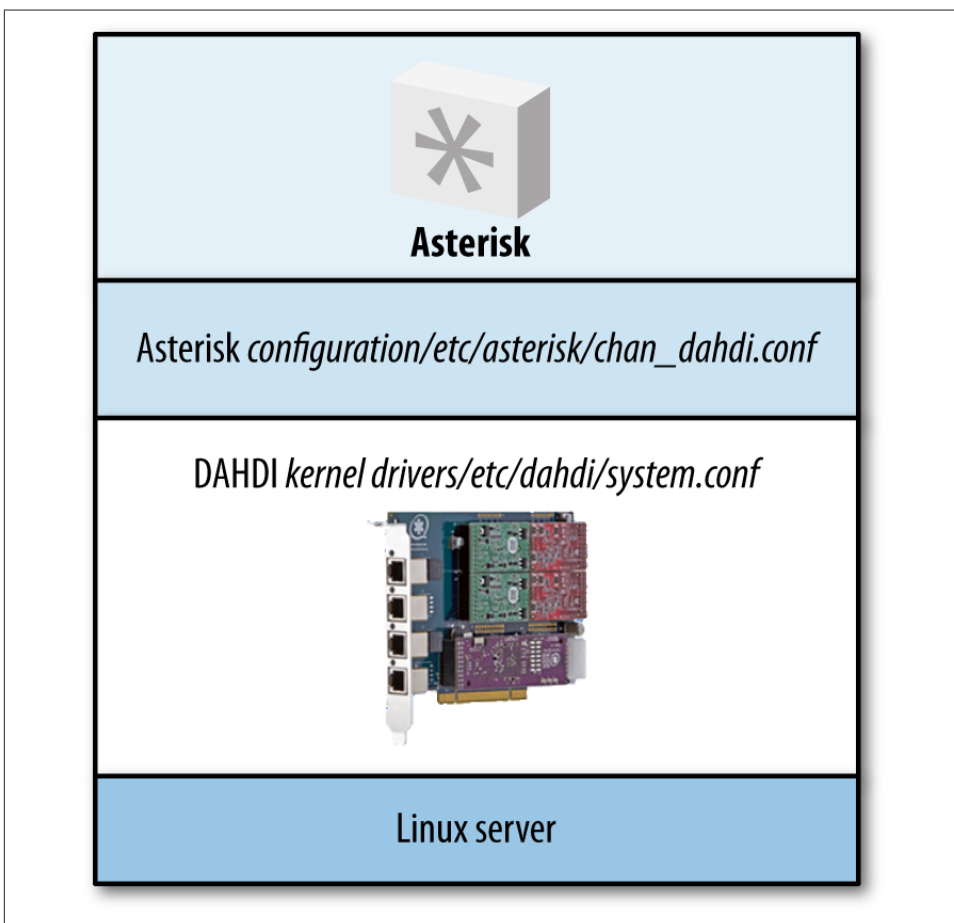 Asterisk
Asterisk configuration/etc/asterisk/chan_dahdi.conf
DAHDI kernel drivers/etc/dahdi/system.conf
Linux server